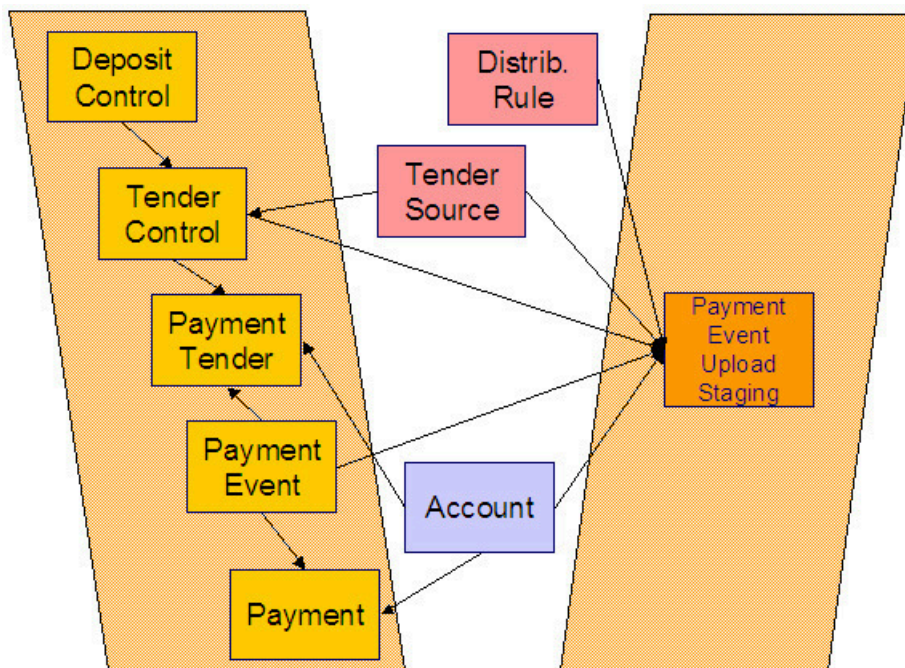 Deposit
Control
Distrib.
Rule
Tender
Control
Tender
Source
Payment
Tender
Payment
Event
Upload
Staging
Payment
Event
Account
Payment